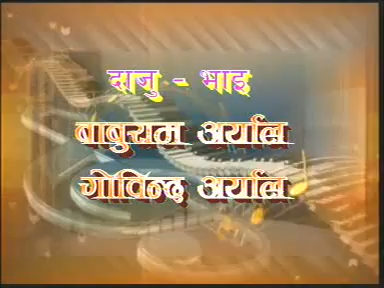 दाजु - भाइ
बाबुराम अर्याल
गोविन्द अर्याल